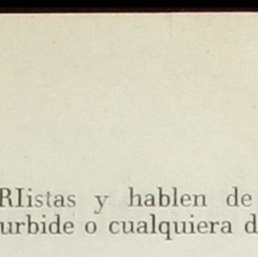 RIistas y hablen de
urbide o cualquiera d